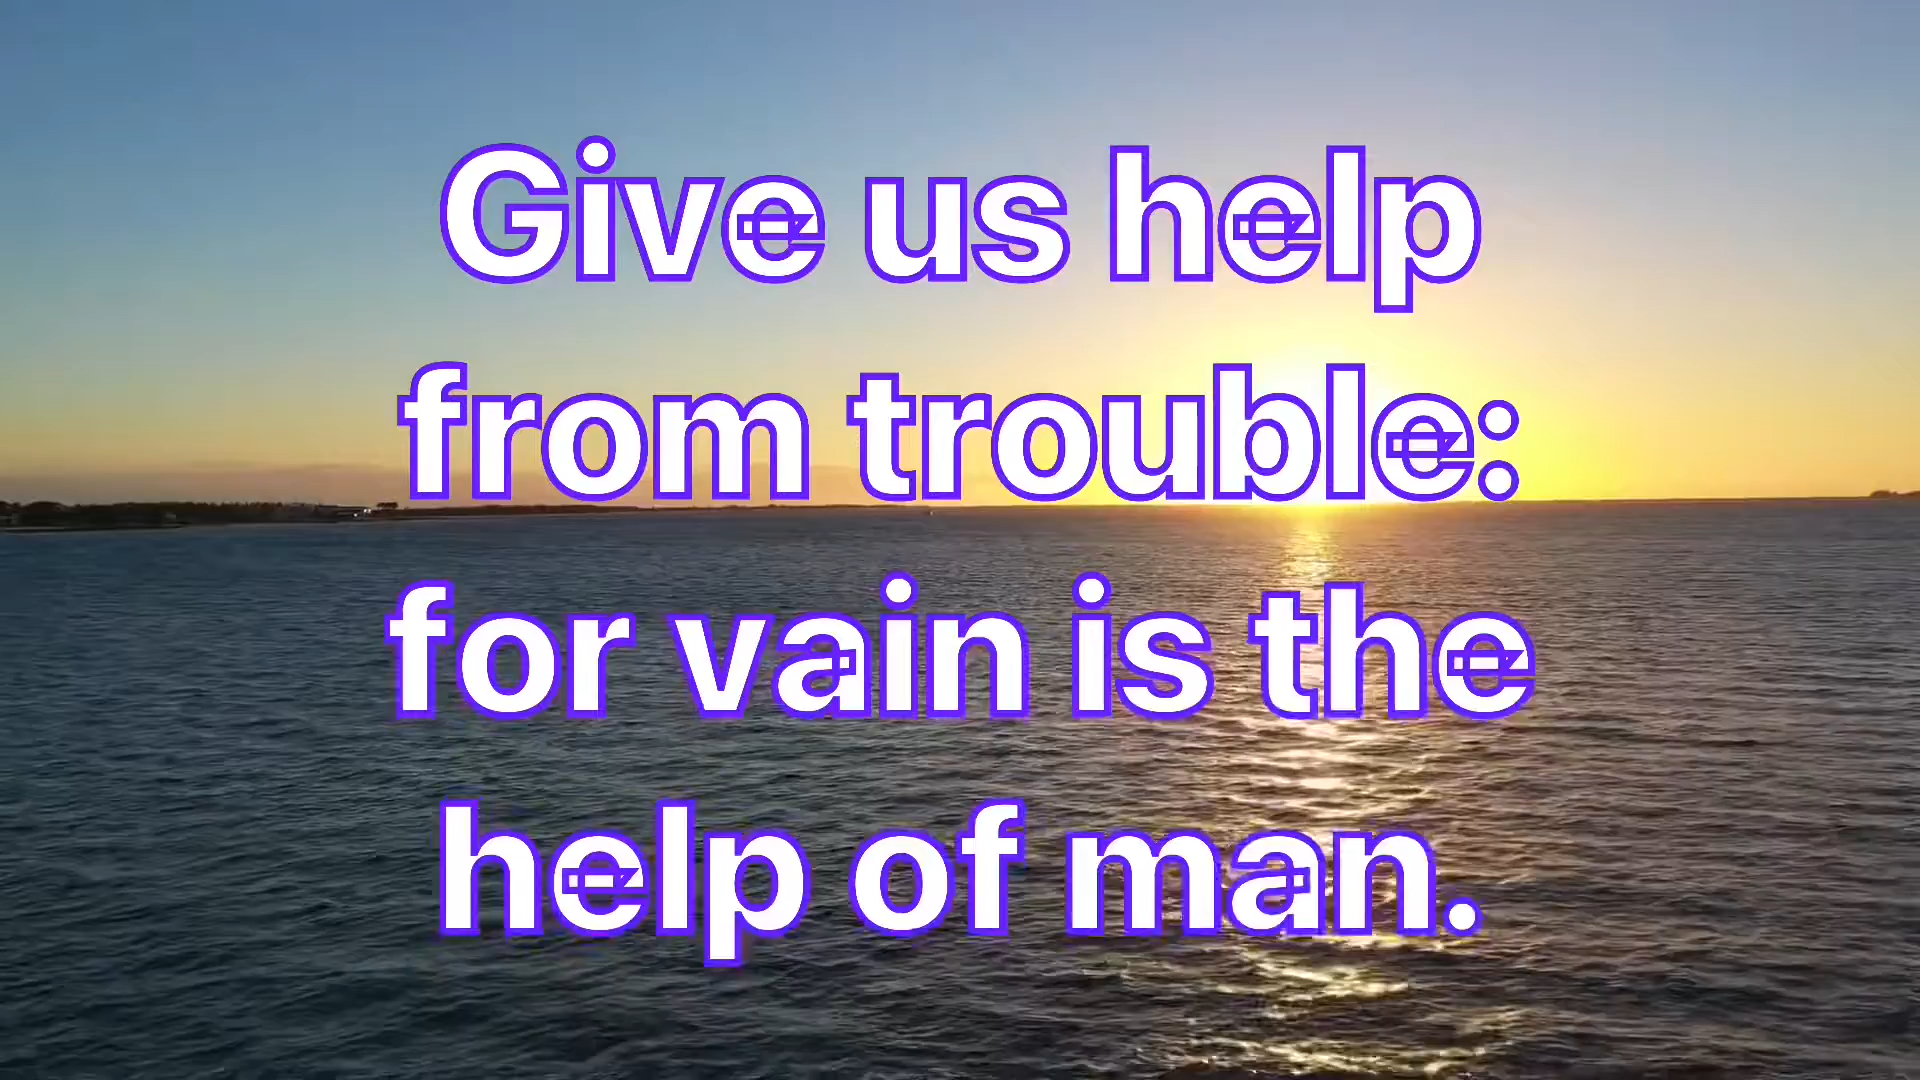 Give us help
from trouble:
for vain is the
help of man.